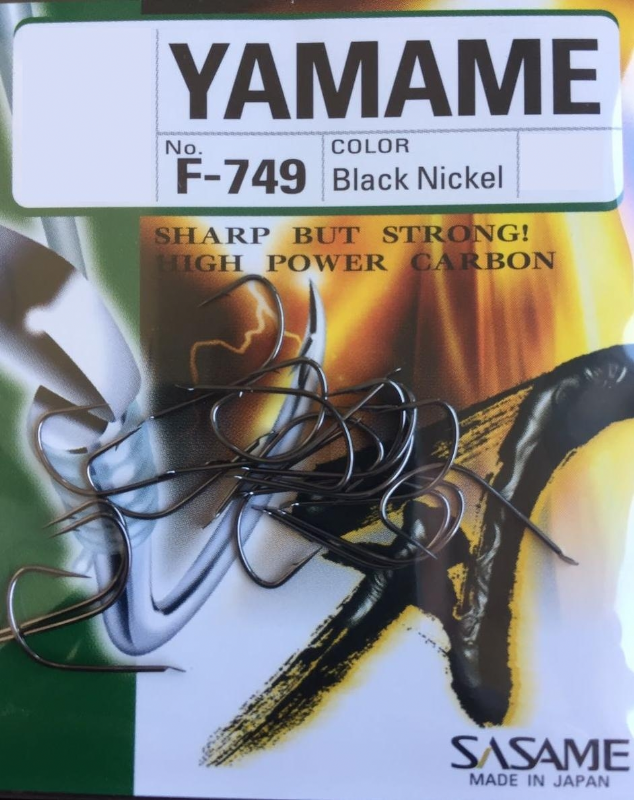 YAMAME
No. F-749
COLOR
Black Nickel
SHARP BUT STRONG!
HIGH POWER CARBON
SASAME
MADE IN JAPAN